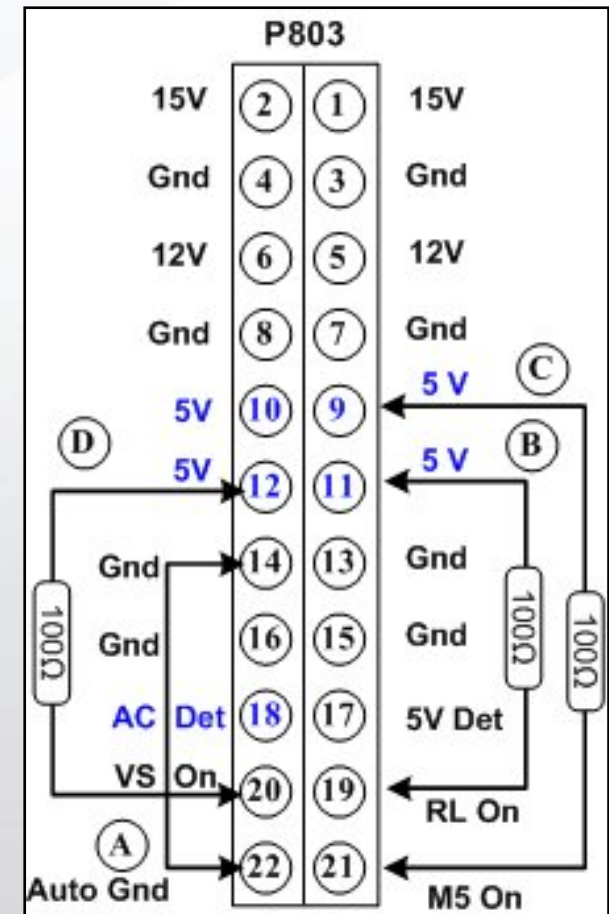 P803
15V 2 1 15V
Gnd 4 3 Gnd
12V 6 5 12V
Gnd 8 7 Gnd
5V 10 9 5 V C
D 5V 12 11 5 V B
Gnd 14 13 Gnd
100Ω Gnd 16 15 Gnd 100Ω 100Ω
AC Det 18 17 5V Det
VS On 20 19 RL On
A 22 21
Auto Gnd M5 On